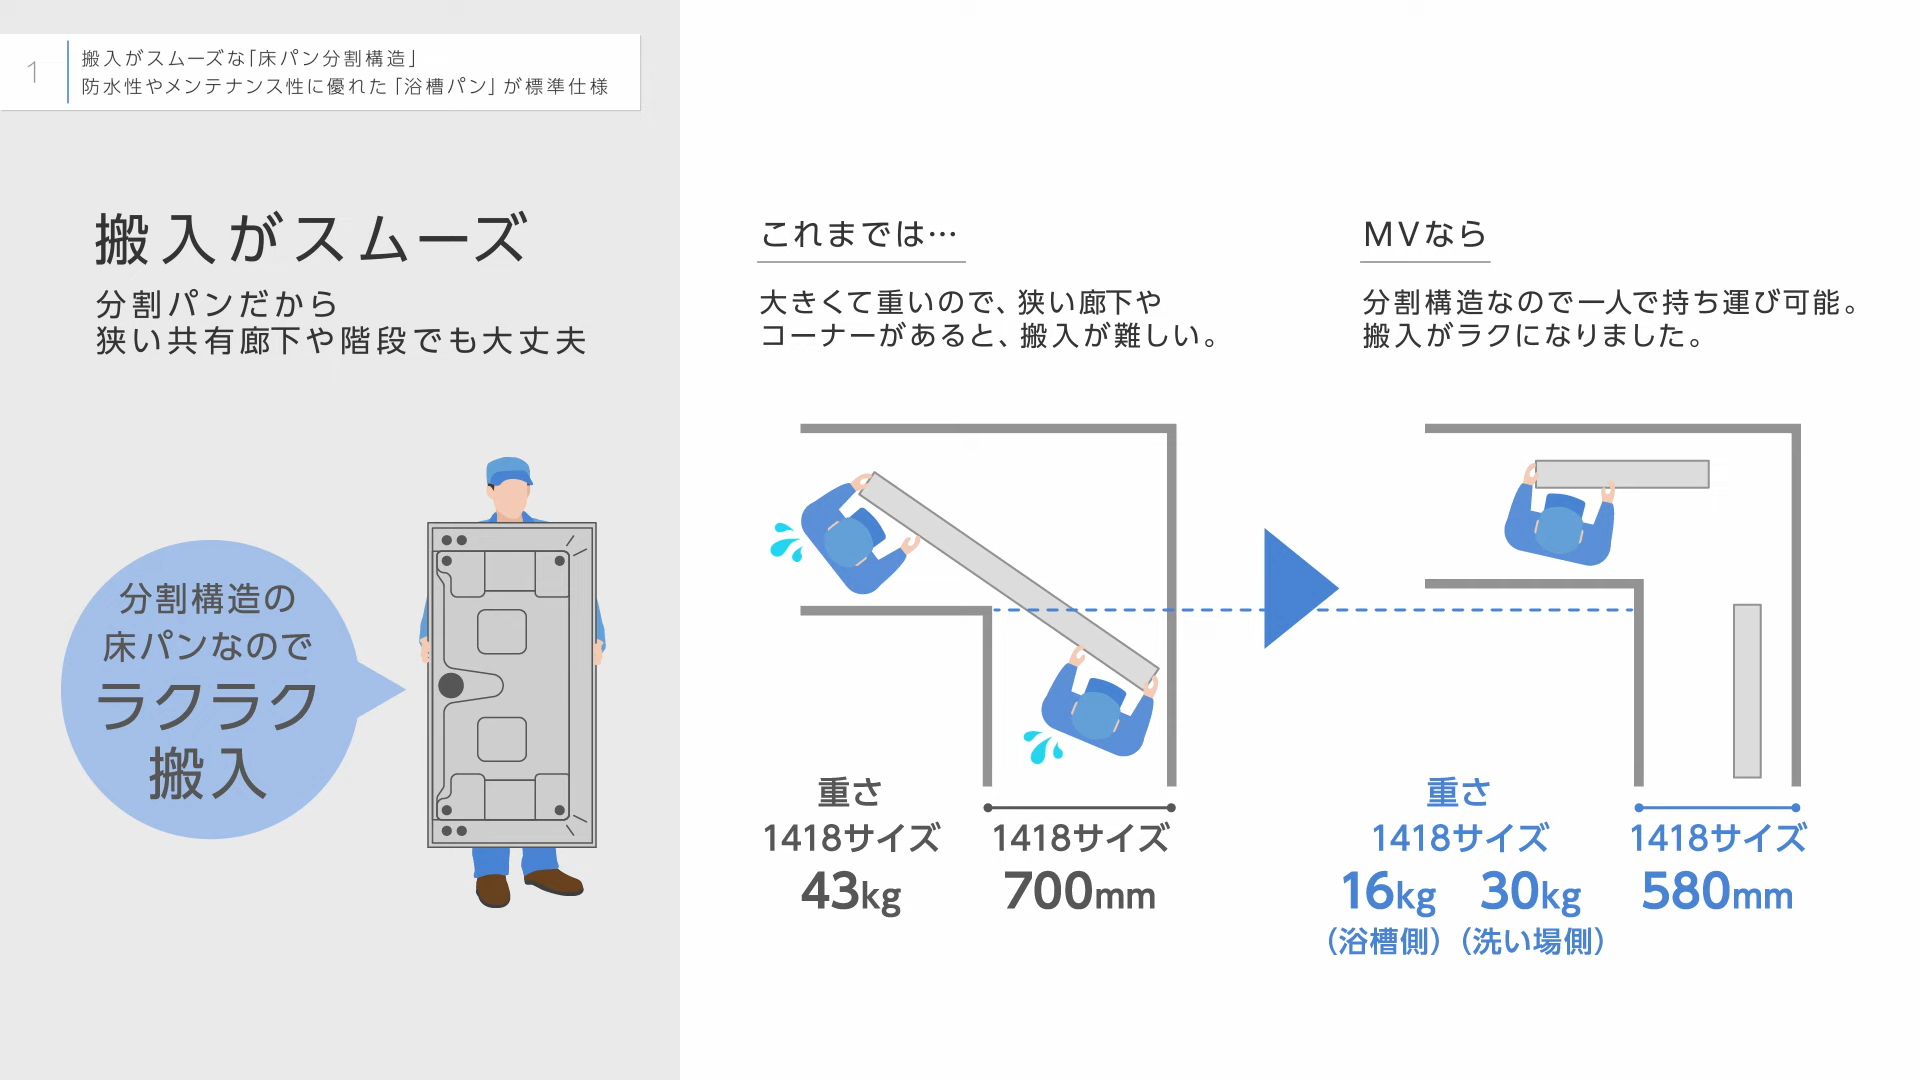 1
搬入がスムーズな「床パン分割構造」
防水性やメンテナンス性に優れた「浴槽パン」が標準仕様
搬入がスムーズ
分割パンだから
狭い共有廊下や階段でも大丈夫
分割構造の
床パンなので
ラクラク
搬入
これまでは…
大きくて重いので、狭い廊下や
コーナーがあると、搬入が難しい。
重さ
1418サイズ
43kg
1418サイズ
700mm
MVなら
分割構造なので一人で持ち運び可能。
搬入がラクになりました。
重さ
1418サイズ
16kg 30kg
（浴槽側）（洗い場側）
1418サイズ
580mm